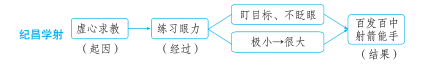 纪昌学射
虚心求教
(起因)
练习眼力
(经过)
盯目标、不眨眼
极小→很大
百发百中
射箭能手
(结果)